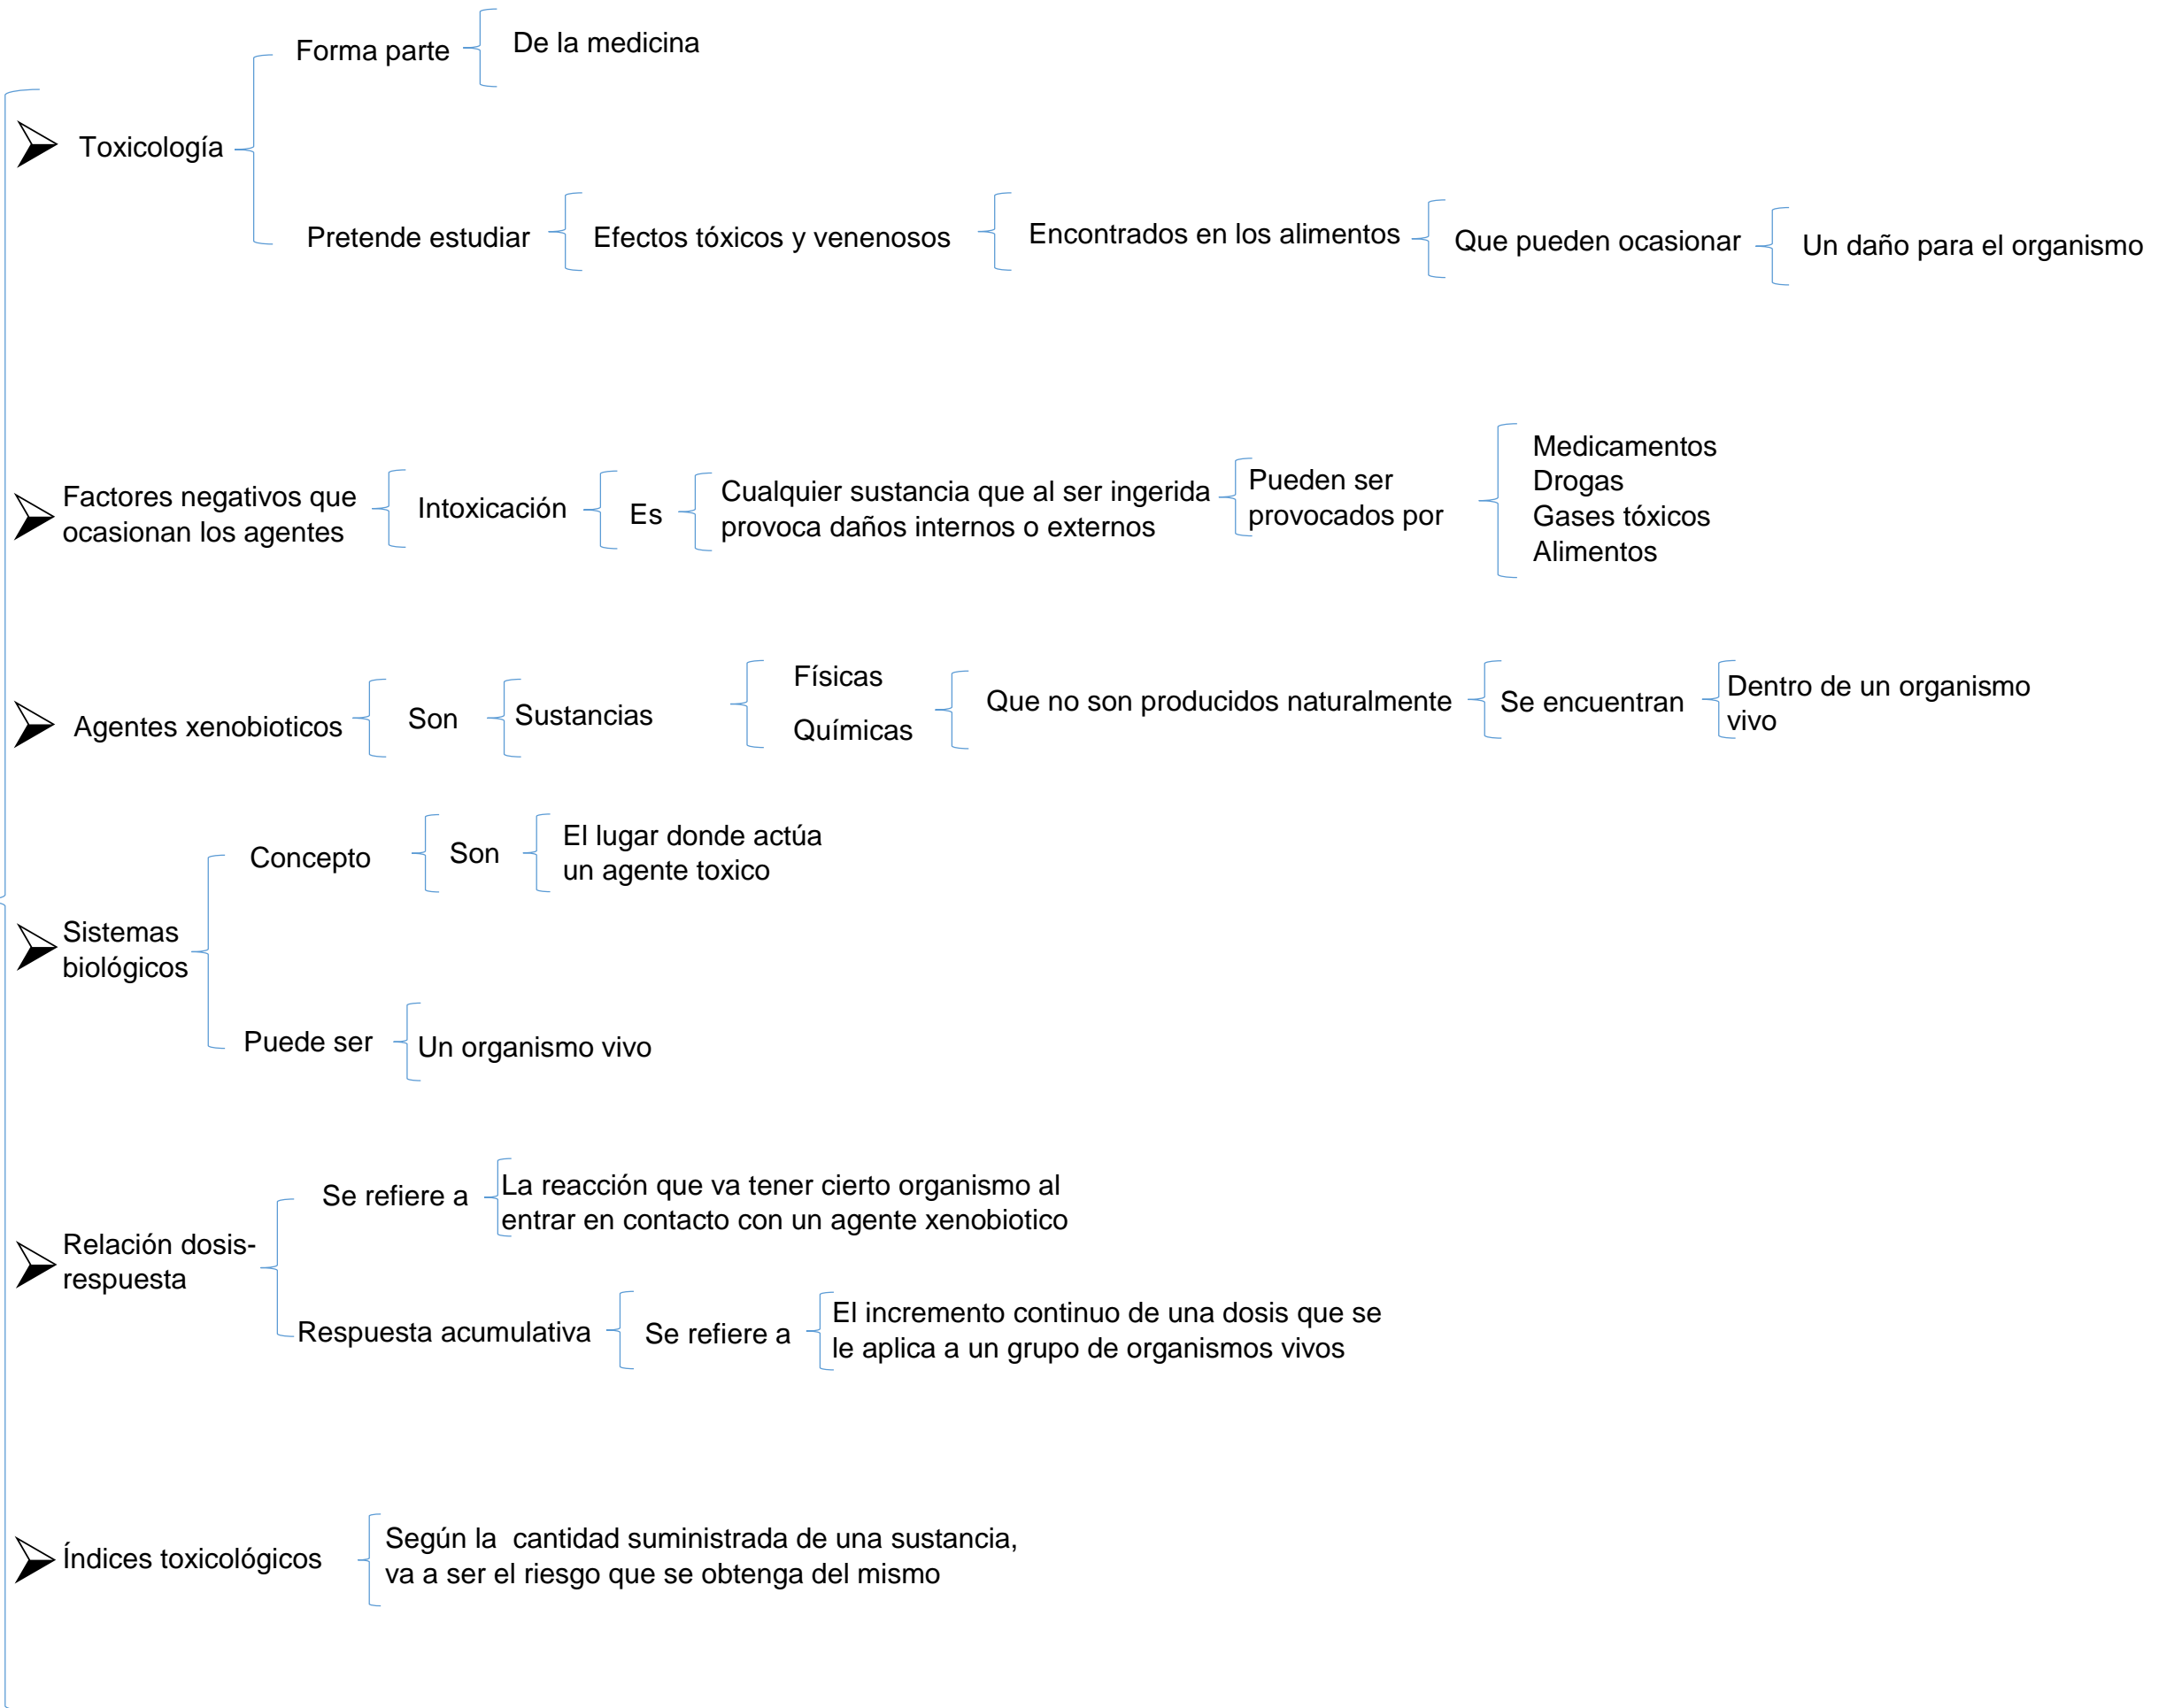 Forma parte
De la medicina
Toxicología
Pretende estudiar
Efectos tóxicos y venenosos
Encontrados en los alimentos
Que pueden ocasionar
Un daño para el organismo
Factores negativos que
ocasionan los agentes
Intoxicación
Es
Cualquier sustancia que al ser ingerida
provoca daños internos o externos
Pueden ser
provocados por
Medicamentos
Drogas
Gases tóxicos
Alimentos
Agentes xenobioticos
Son
Sustancias
Físicas
Químicas
Que no son producidos naturalmente
Se encuentran
Dentro de un organismo
vivo
Sistemas
biológicos
Concepto
Son
El lugar donde actúa
un agente toxico
Puede ser
Un organismo vivo
Relación dosis-
respuesta
Se refiere a
La reacción que va tener cierto organismo al
entrar en contacto con un agente xenobiotico
Respuesta acumulativa
Se refiere a
El incremento continuo de una dosis que se
le aplica a un grupo de organismos vivos
Índices toxicológicos
Según la  cantidad suministrada de una sustancia,
va a ser el riesgo que se obtenga del mismo